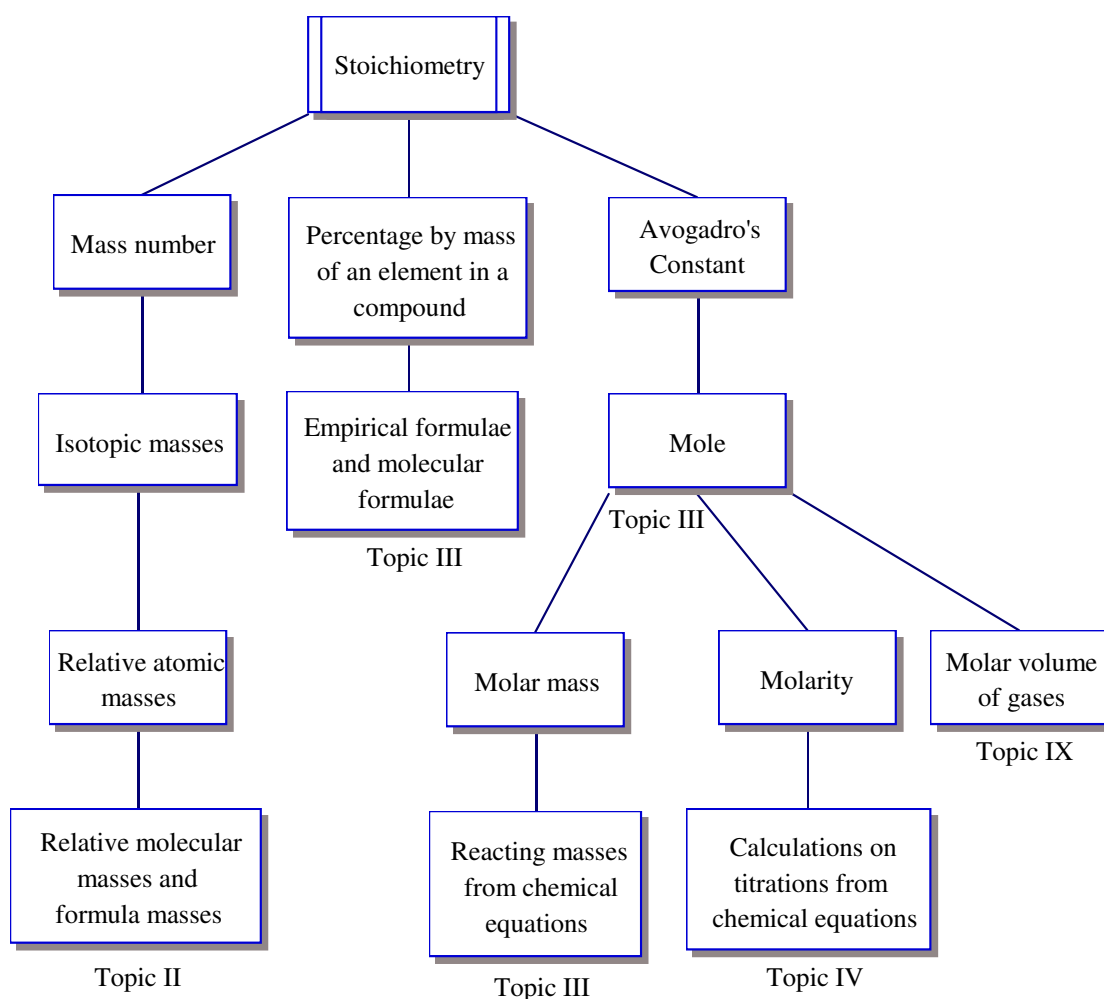 Stoichiometry
Mass number
Percentage by mass
of an element in a
compound
Avogadro's
Constant
Isotopic masses
Empirical formulae
and molecular
formulae
Topic III
Mole
Topic III
Relative atomic
masses
Molar mass
Molarity
Molar volume
of gases
Topic IX
Relative molecular
masses and
formula masses
Topic II
Reacting masses
from chemical
equations
Topic III
Calculations on
titrations from
chemical equations
Topic IV